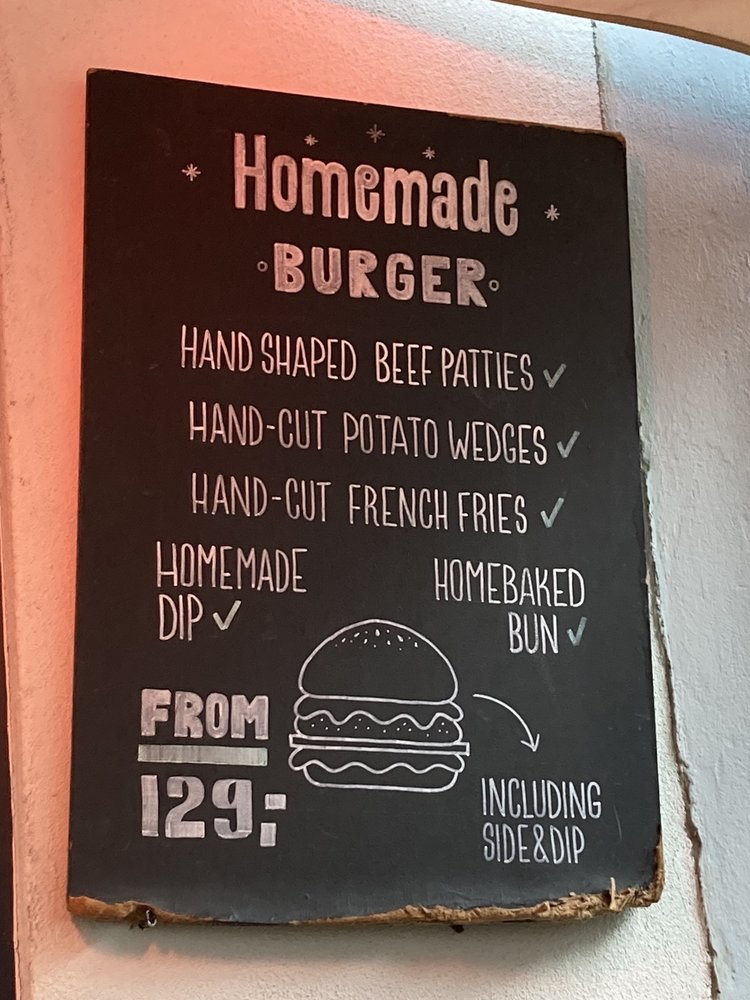 Homemade
BURGER
HAND SHAPED BEEF PATTIES ✓
HAND-CUT POTATO WEDGES ✓
HAND-CUT FRENCH FRIES ✓
HOMEMADE
DIP ✓
HOMEBAKED
BUN ✓
FROM
129;-
INCLUDING
SIDE & DIP